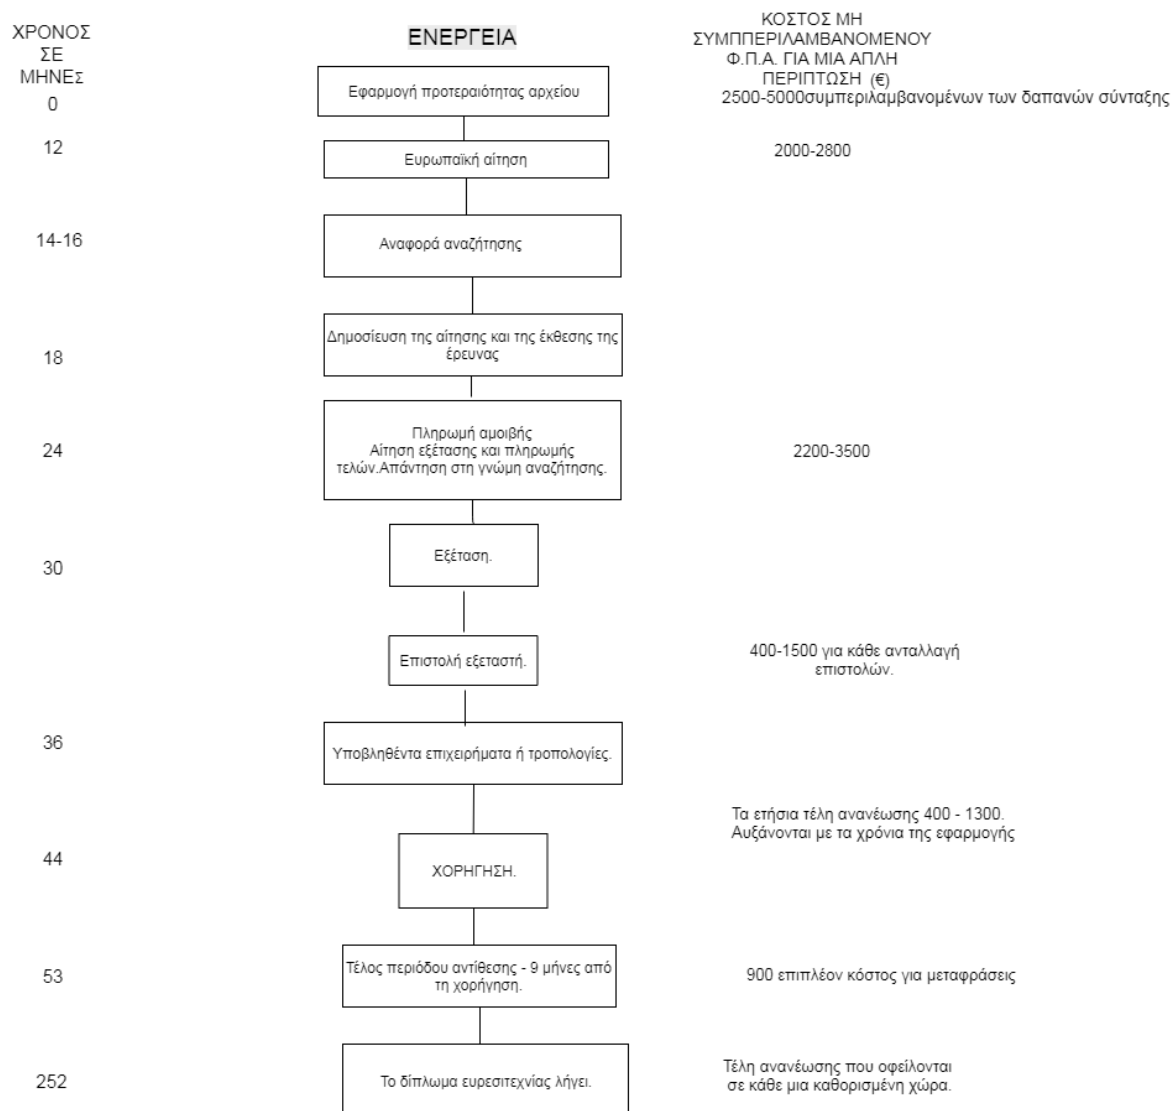 ΧΡΟΝΟΣ
ΣΕ
ΜΗΝΕΣ
ΕΝΕΡΓΕΙΑ
ΚΟΣΤΟΣ ΜΗ
ΣΥΜΠΠΕΡΙΛΑΜΒΑΝΟΜΕΝΟΥ
Φ.Π.Α. ΓΙΑ ΜΙΑ ΑΠΛΗ
ΠΕΡΙΠΤΩΣΗ (€)
0
Εφαρμογή προτεραιότητας αρχείου
2500-5000συμπεριλαμβανομένων των δαπανών σύνταξης
12
Ευρωπαϊκή αίτηση
2000-2800
14-16
Αναφορά αναζήτησης
18
Δημοσίευση της αίτησης και της έκθεσης της
έρευνας
24
Πληρωμή αμοιβής
Αίτηση εξέτασης και πληρωμής
τελών.Απάντηση στη γνώμη αναζήτησης.
2200-3500
30
Εξέταση.
Επιστολή εξεταστή.
400-1500 για κάθε ανταλλαγή
επιστολών.
36
Υποβληθέντα επιχειρήματα ή τροπολογίες.
Τα ετήσια τέλη ανανέωσης 400 - 1300.
Αυξάνονται με τα χρόνια της εφαρμογής
44
ΧΟΡΗΓΗΣΗ.
53
Τέλος περιόδου αντίθεσης - 9 μήνες από
τη χορήγηση.
900 επιπλέον κόστος για μεταφράσεις
252
Το δίπλωμα ευρεσιτεχνίας λήγει.
Τέλη ανανέωσης που οφείλονται
σε κάθε μια καθορισμένη χώρα.